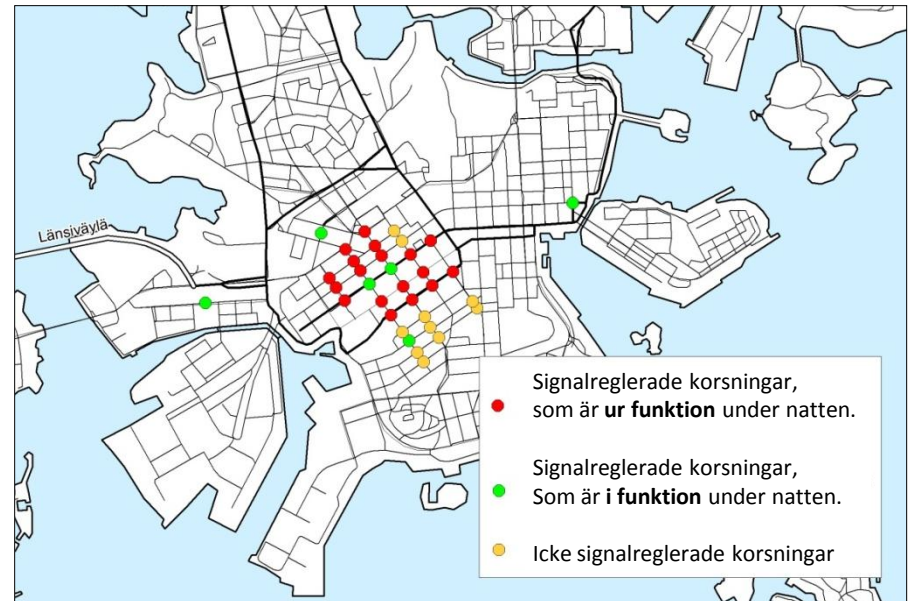 Länsiväylä
Signalreglerade korsningar,
som är ur funktion under natten.
Signalreglerade korsningar,
Som är i funktion under natten.
Icke signalreglerade korsningar